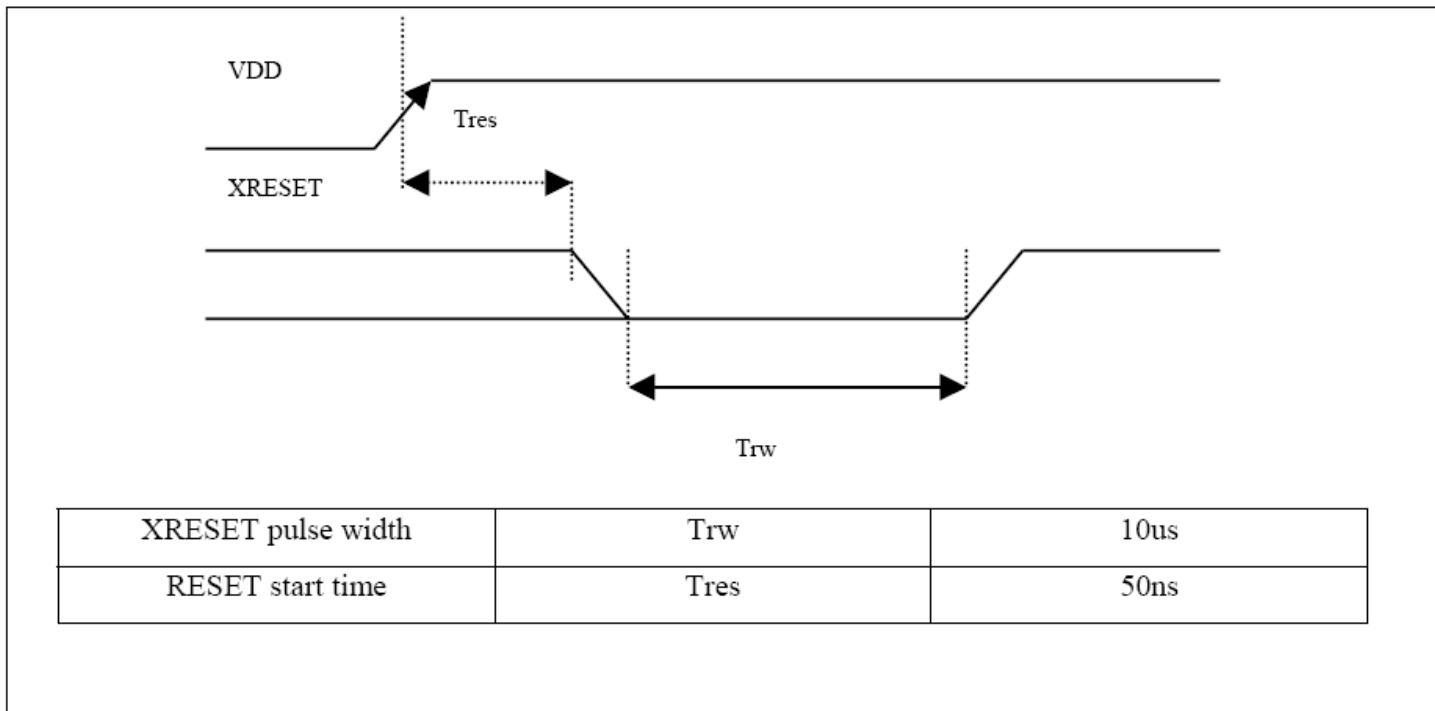 VDD
Tres
XRESET
Trw
XRESET pulse width Trw 10us
RESET start time Tres 50ns